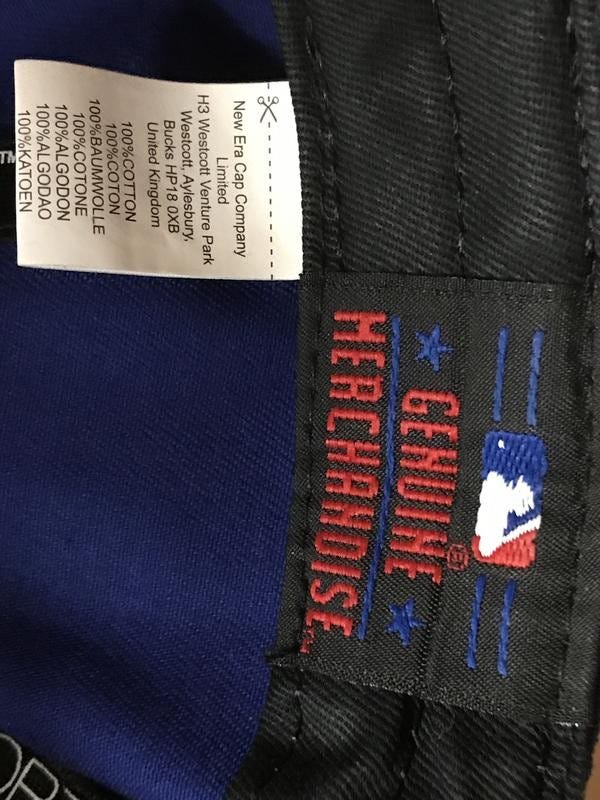 New Era Cap Company
Limited
H3 Westcott Venture Park
Westcott, Aylesbury,
Bucks HP18 0XB
United Kingdom
100%COTTON
100%COTON
100%BAUMWOLLE
100%COTONE
100%ALGODON
100%ALGODAO
100%KATOEN
TM
GENUINE
MERCHANDISE